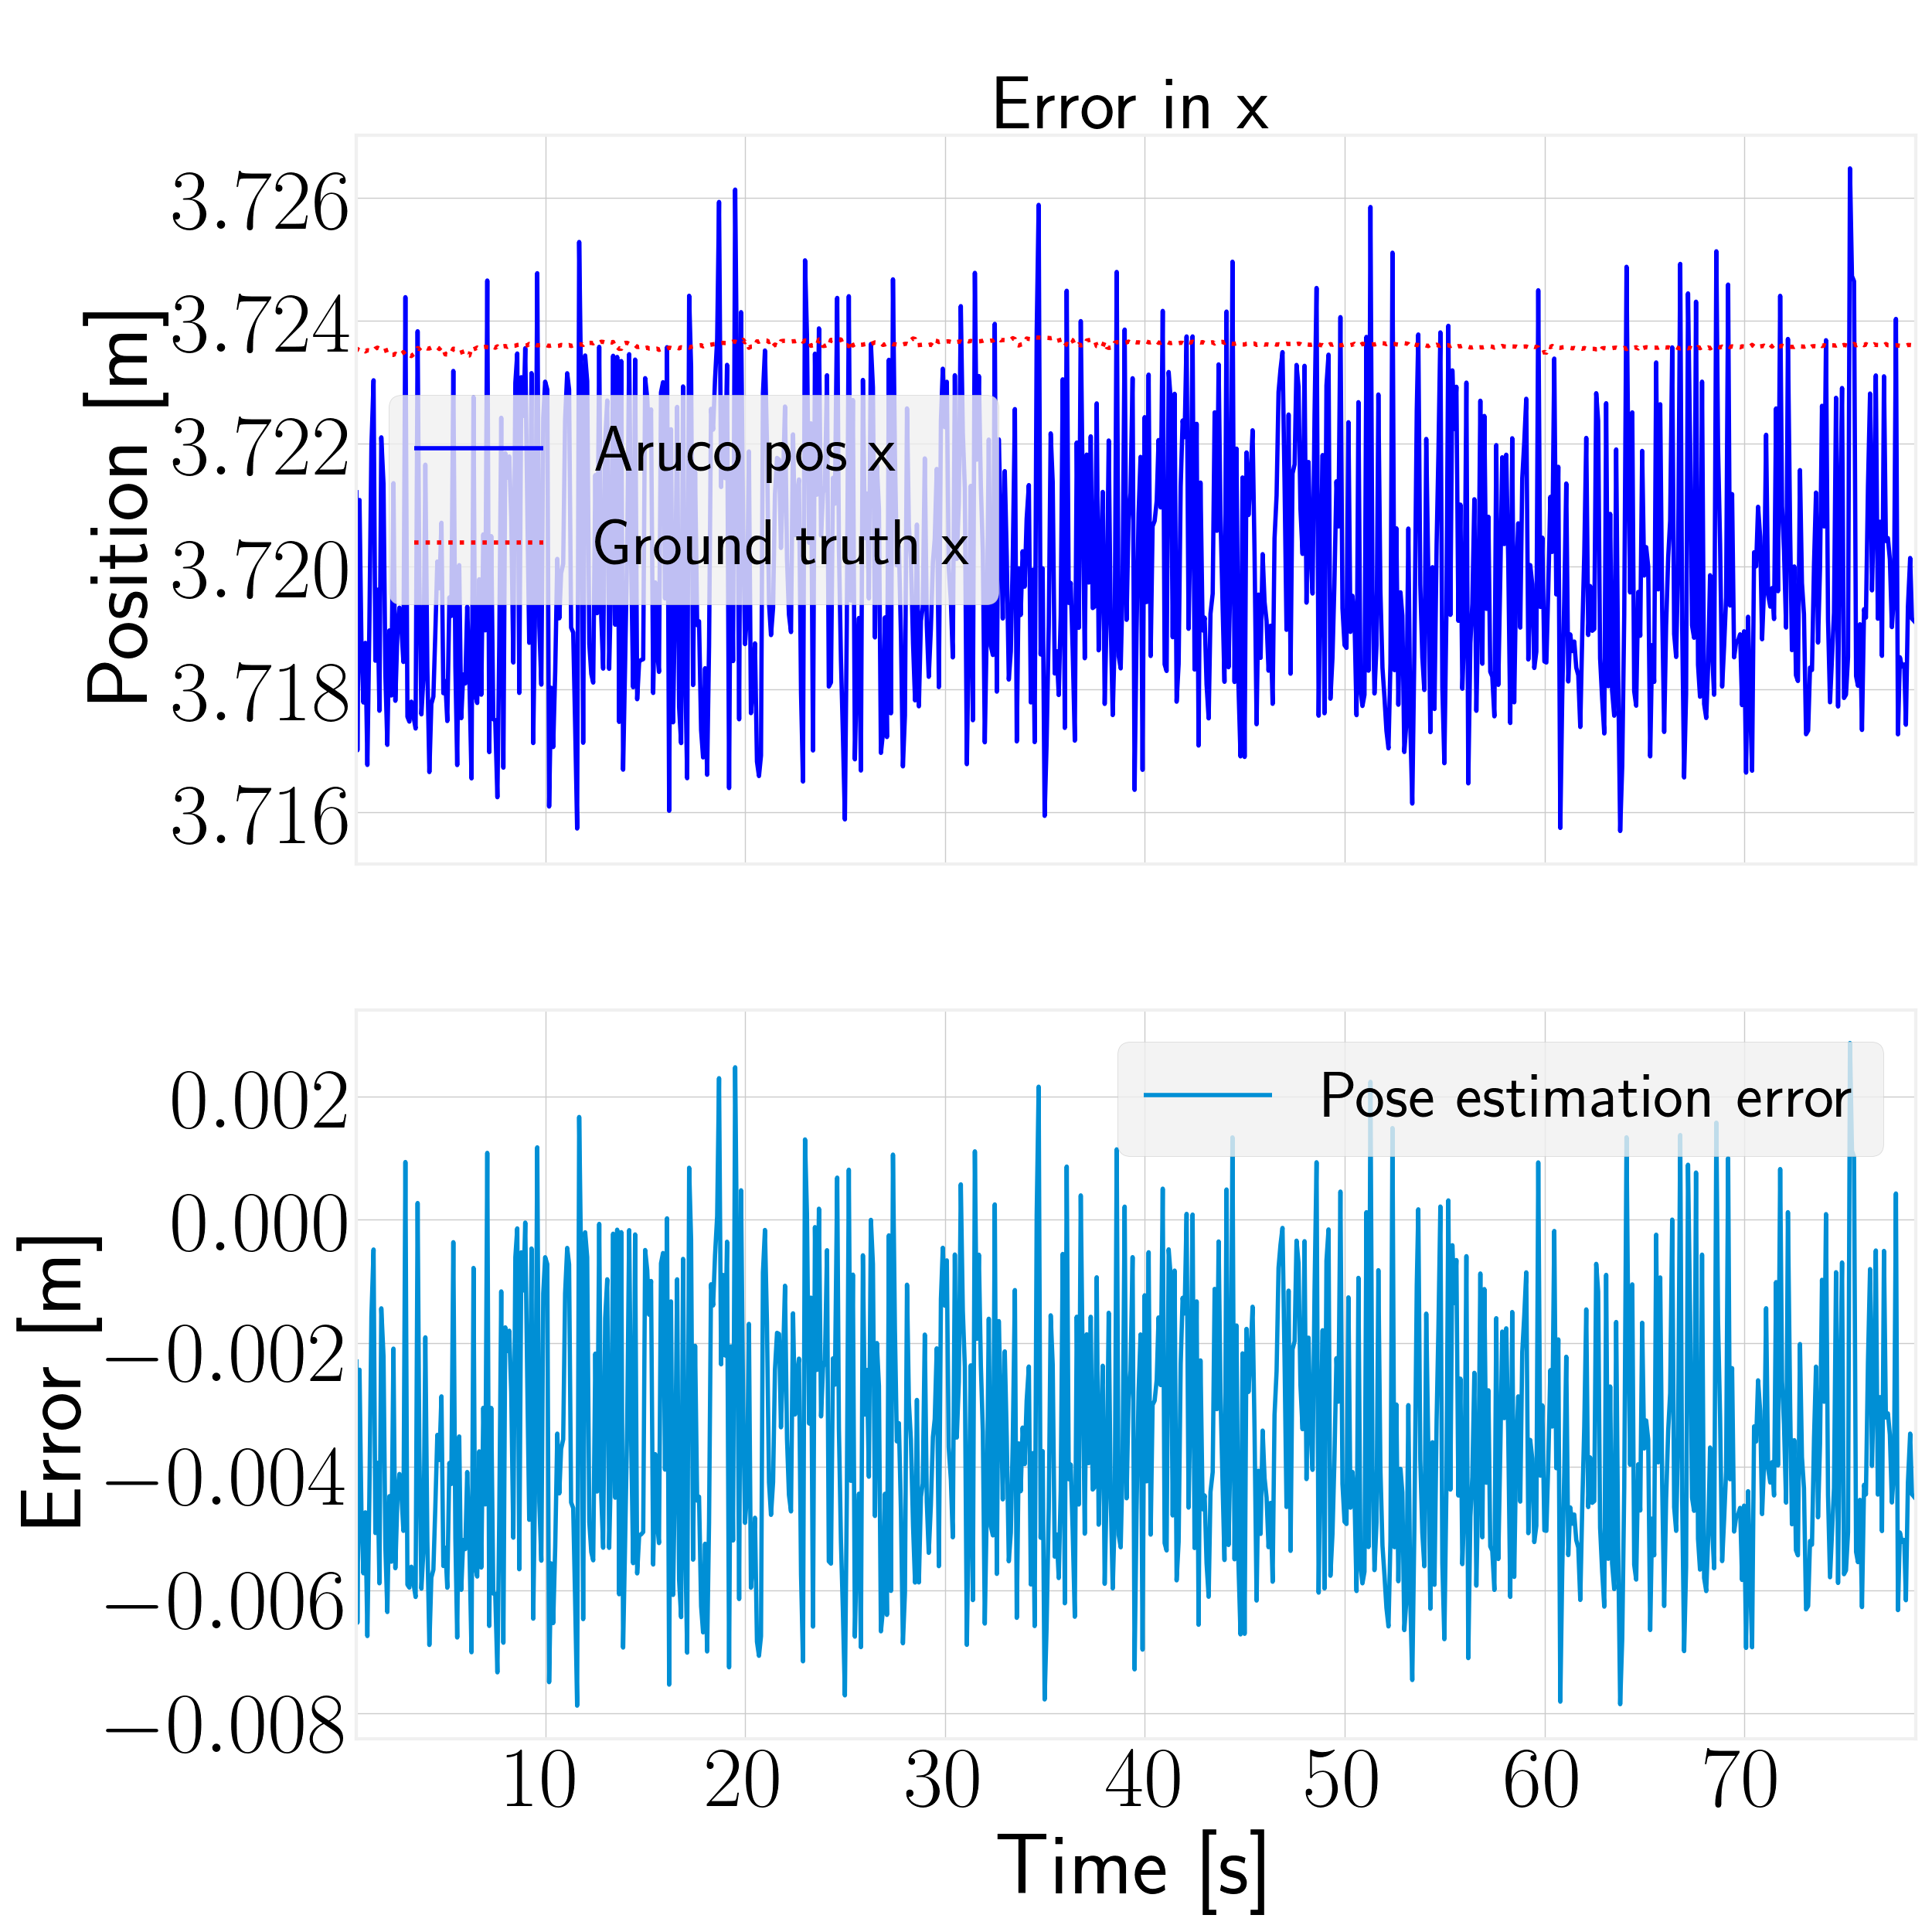 Error in x
Position [m]
3.726
3.724
3.722
3.720
3.718
3.716
Aruco pos x
Ground truth x
Error [m]
0.002
0.000
−0.002
−0.004
−0.006
−0.008
Pose estimation error
10 20 30 40 50 60 70
Time [s]